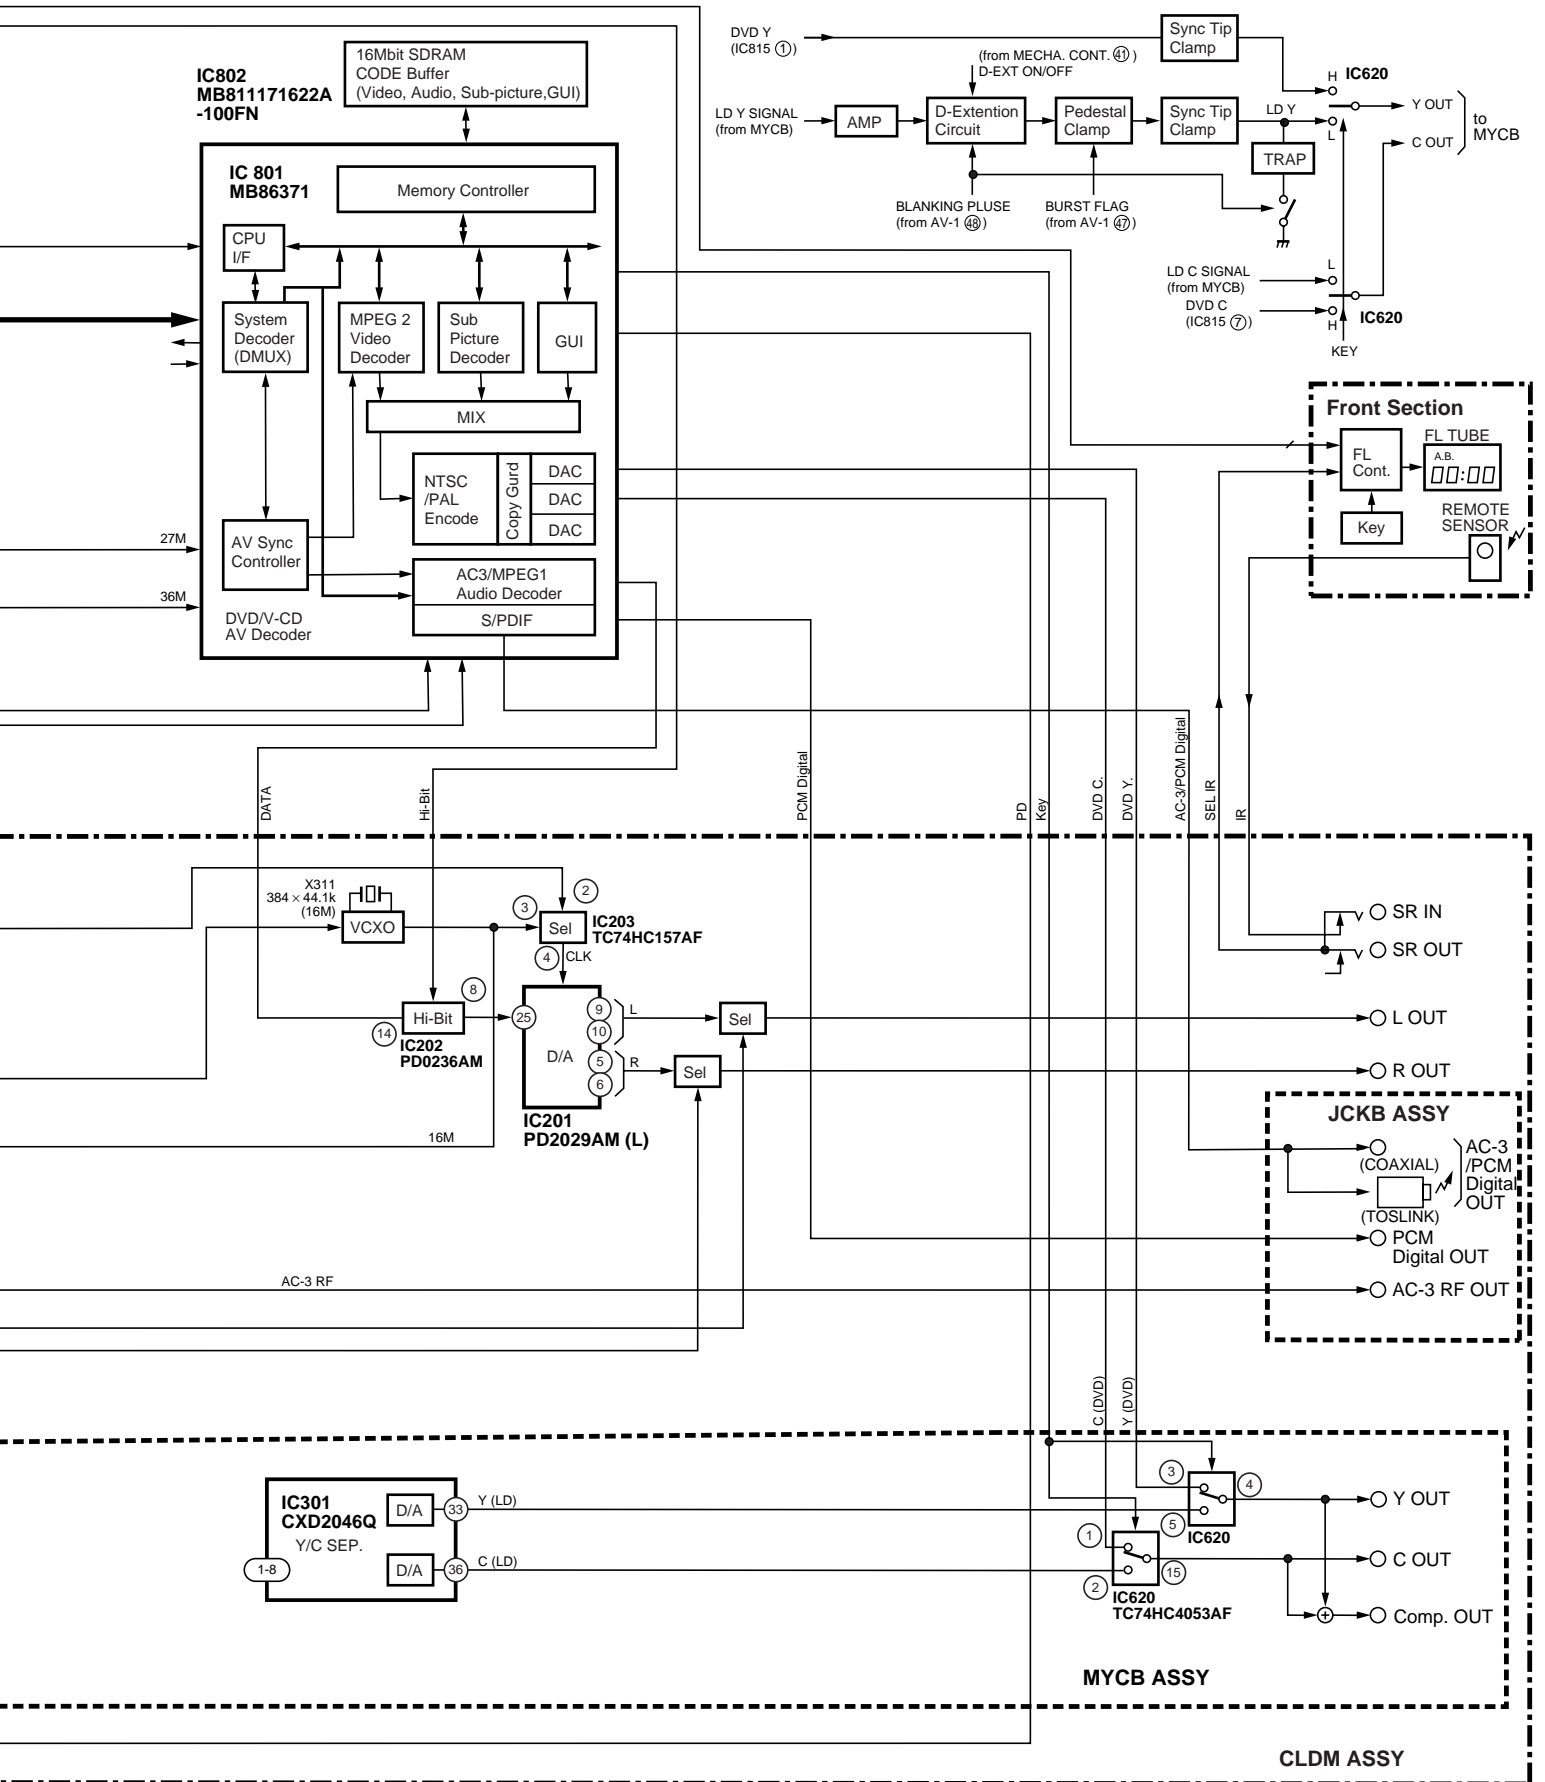 16Mbit SDRAM
CODE Buffer
(Video, Audio, Sub-picture,GUI)
IC802
MB811171622A
-100FN
IC 801
MB86371
Memory Controller
CPU
I/F
System
Decoder
(DMUX)
MPEG 2
Video
Decoder
Sub
Picture
Decoder
GUI
MIX
NTSC
/PAL
Encode
Copy Gurd
DAC
DAC
DAC
AV Sync
Controller
AC3/MPEG1
Audio Decoder
S/PDIF
DVD/V-CD
AV Decoder
27M
36M
DVD Y
(IC815 ①)
Sync Tip
Clamp
(from MECHA. CONT. ㊶)
D-EXT ON/OFF
LD Y SIGNAL
(from MYCB)
AMP
D-Extention
Circuit
Pedestal
Clamp
Sync Tip
Clamp
LD Y
TRAP
H
IC620
L
Y OUT
C OUT
to
MYCB
BLANKING PLUSE
(from AV-1 ㊽)
BURST FLAG
(from AV-1 ㊼)
LD C SIGNAL
(from MYCB)
DVD C
(IC815 ⑦)
L
H
IC620
KEY
Front Section
FL
Cont.
FL TUBE
A.B.
00:00
Key
REMOTE
SENSOR
DATA
Hi-Bit
PCM Digital
PD
Key
DVD C.
DVD Y.
AC-3/PCM Digital
SEL IR
IR
X311
384 × 44.1k
(16M)
VCXO
3
2
Sel
IC203
TC74HC157AF
4
CLK
8
14
Hi-Bit
IC202
PD0236AM
25
D/A
9
10
5
6
L
R
IC201
PD2029AM (L)
Sel
Sel
16M
SR IN
SR OUT
L OUT
R OUT
JCKB ASSY
(COAXIAL)
(TOSLINK)
AC-3
/PCM
Digital
OUT
PCM
Digital OUT
AC-3 RF
AC-3 RF OUT
C (DVD)
Y (DVD)
IC301
CXD2046Q
Y/C SEP.
1-8
D/A
33
Y (LD)
D/A
36
C (LD)
3
4
5
IC620
1
2
15
IC620
TC74HC4053AF
Y OUT
C OUT
+
Comp. OUT
MYCB ASSY
CLDM ASSY